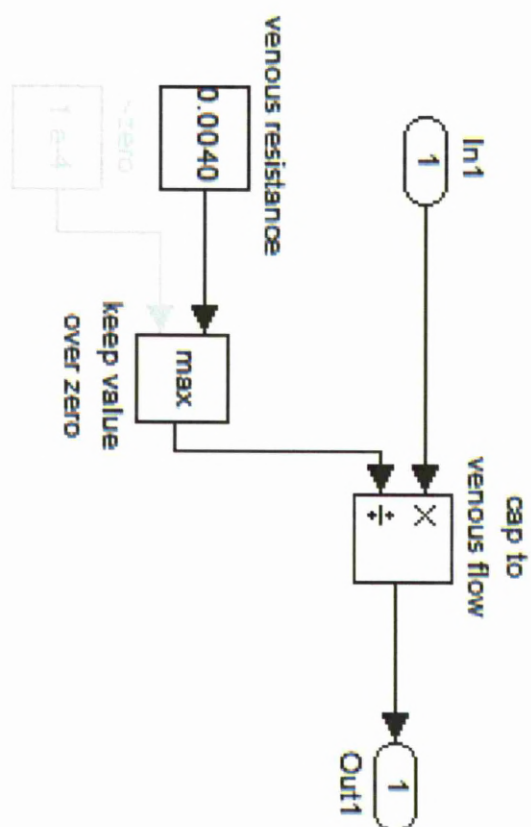 In1
1
cap to
venous flow
×
÷
1
Out1
venous resistance
0.0040
max
keep value
over zero
~zero
1 e-4